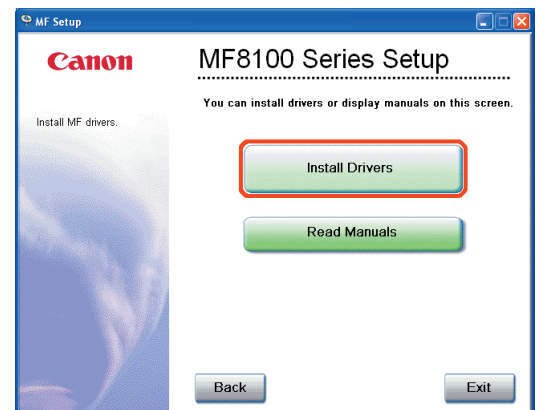 MF Setup
Canon
MF8100 Series Setup
You can install drivers or display manuals on this screen.
Install MF drivers.
Install Drivers
Read Manuals
Back
Exit